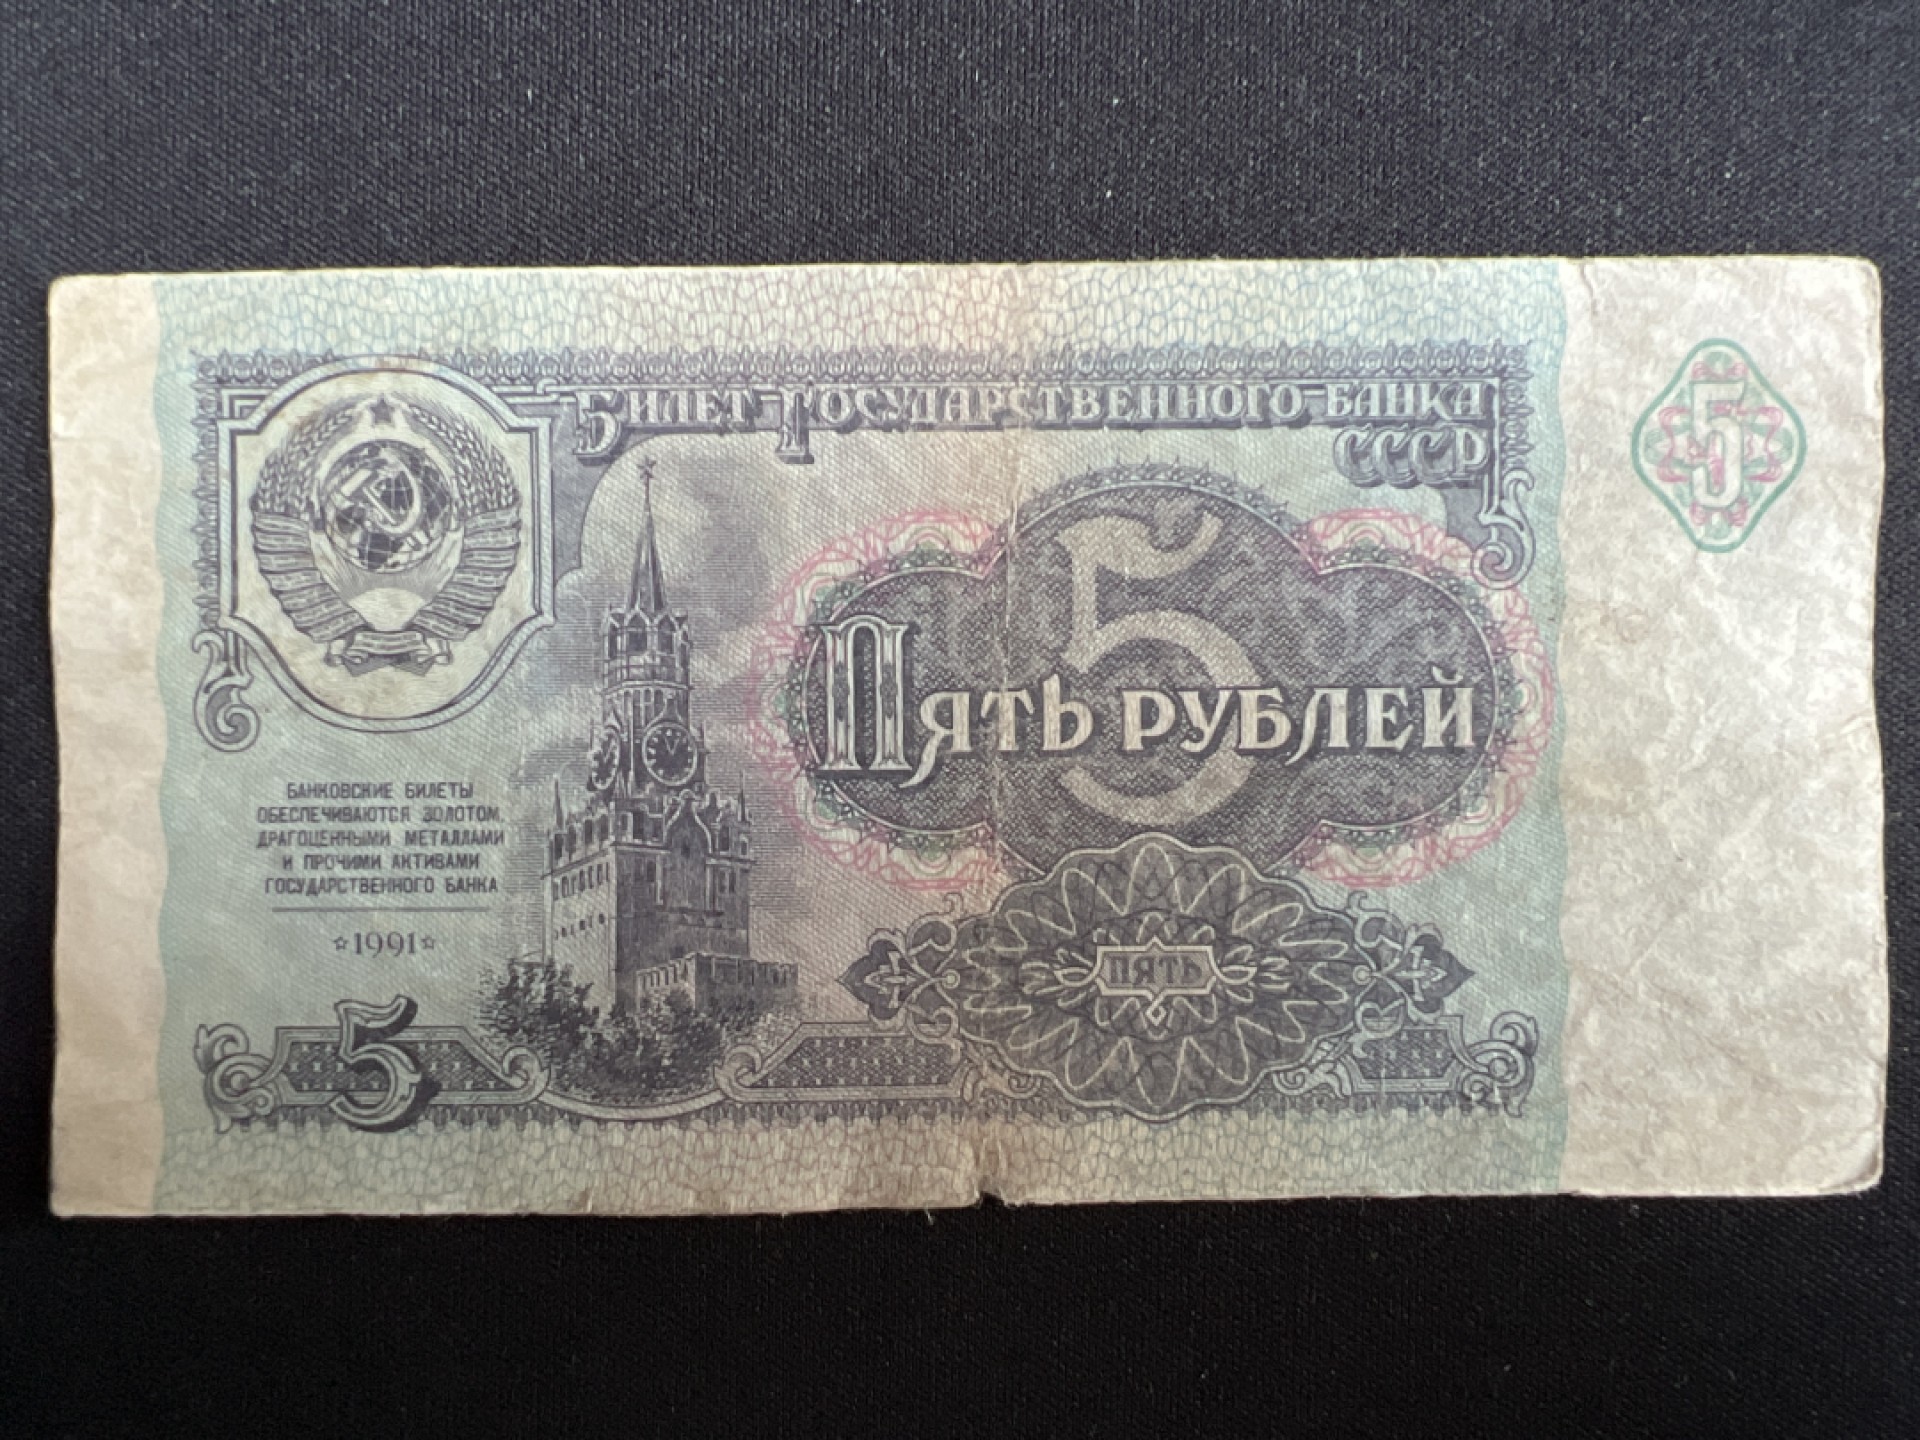 Билет Государственного банка
СССР
5
5
Пять рублей
Банковские билеты
обеспечиваются золотом,
драгоценными металлами
и прочими активами
Государственного банка
1991
ПЯТЬ
5